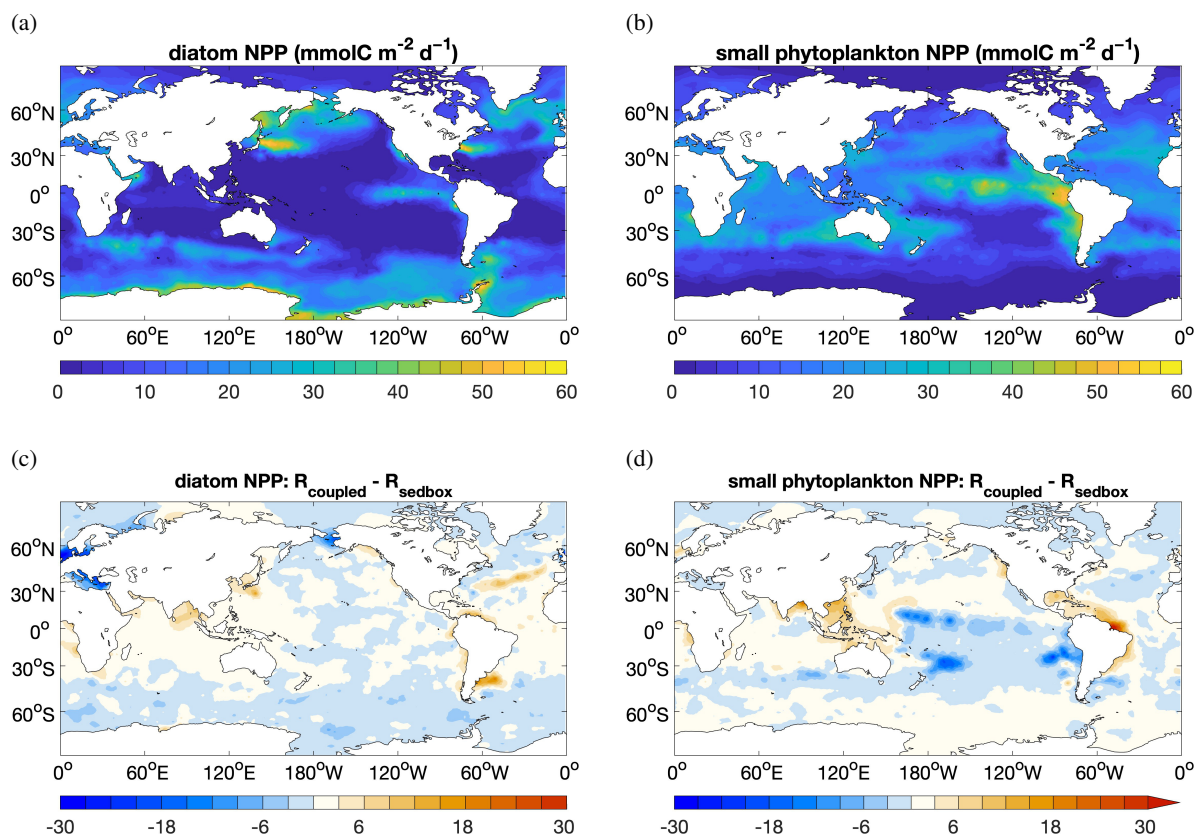 (a)
diatom NPP (mmolC m⁻² d⁻¹)
60°N
30°N
0°
30°S
60°S
0° 60°E 120°E 180°W 120°W 60°W 0°
0 10 20 30 40 50 60
(b)
small phytoplankton NPP (mmolC m⁻² d⁻¹)
60°N
30°N
0°
30°S
60°S
0° 60°E 120°E 180°W 120°W 60°W 0°
0 10 20 30 40 50 60
(c)
diatom NPP: R_coupled - R_sedbox
60°N
30°N
0°
30°S
60°S
0° 60°E 120°E 180°W 120°W 60°W 0°
-30 -18 -6 6 18 30
(d)
small phytoplankton NPP: R_coupled - R_sedbox
60°N
30°N
0°
30°S
60°S
0° 60°E 120°E 180°W 120°W 60°W 0°
-30 -18 -6 6 18 30